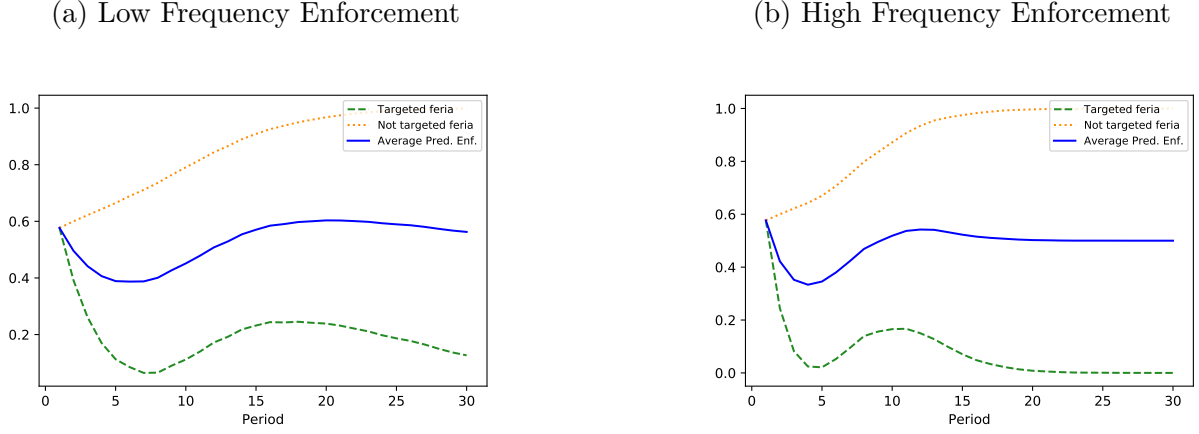 (a) Low Frequency Enforcement
1.0
0.8
0.6
0.4
0.2
0 5 10 15 20 25 30
Period
Targeted feria
Not targeted feria
Average Pred. Enf.
(b) High Frequency Enforcement
1.0
0.8
0.6
0.4
0.2
0.0
0 5 10 15 20 25 30
Period
Targeted feria
Not targeted feria
Average Pred. Enf.